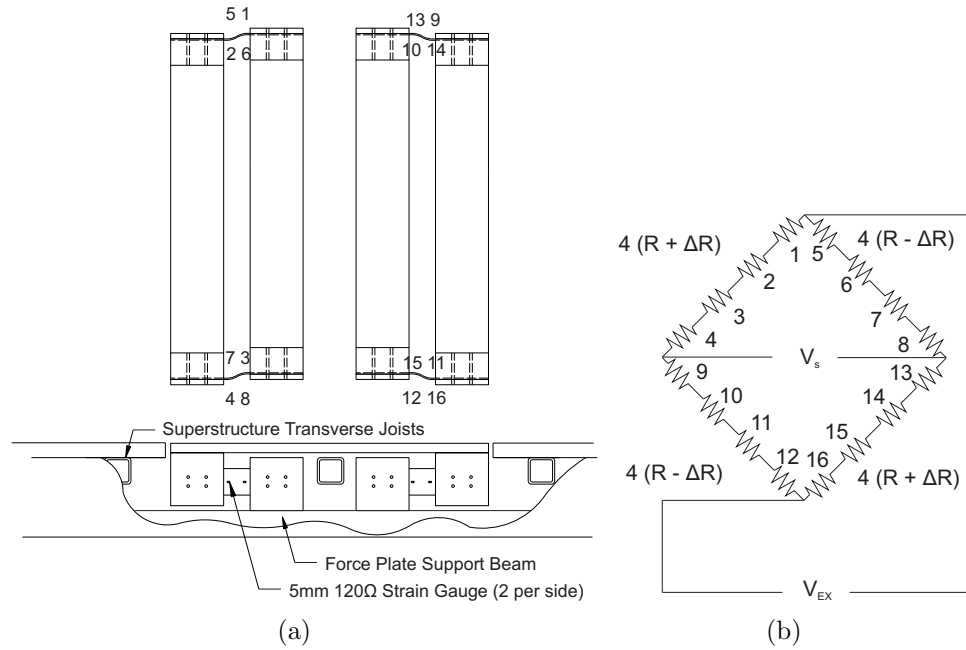 5 1
13 9
2 6
10 14
7 3
15 11
4 8
12 16
Superstructure Transverse Joists
Force Plate Support Beam
5mm 120Ω Strain Gauge (2 per side)
(a)
4 (R + ΔR)
4 (R - ΔR)
1
5
2
6
3
7
4
8
Vs
9
13
10
14
11
15
12
16
4 (R - ΔR)
4 (R + ΔR)
VEX
(b)